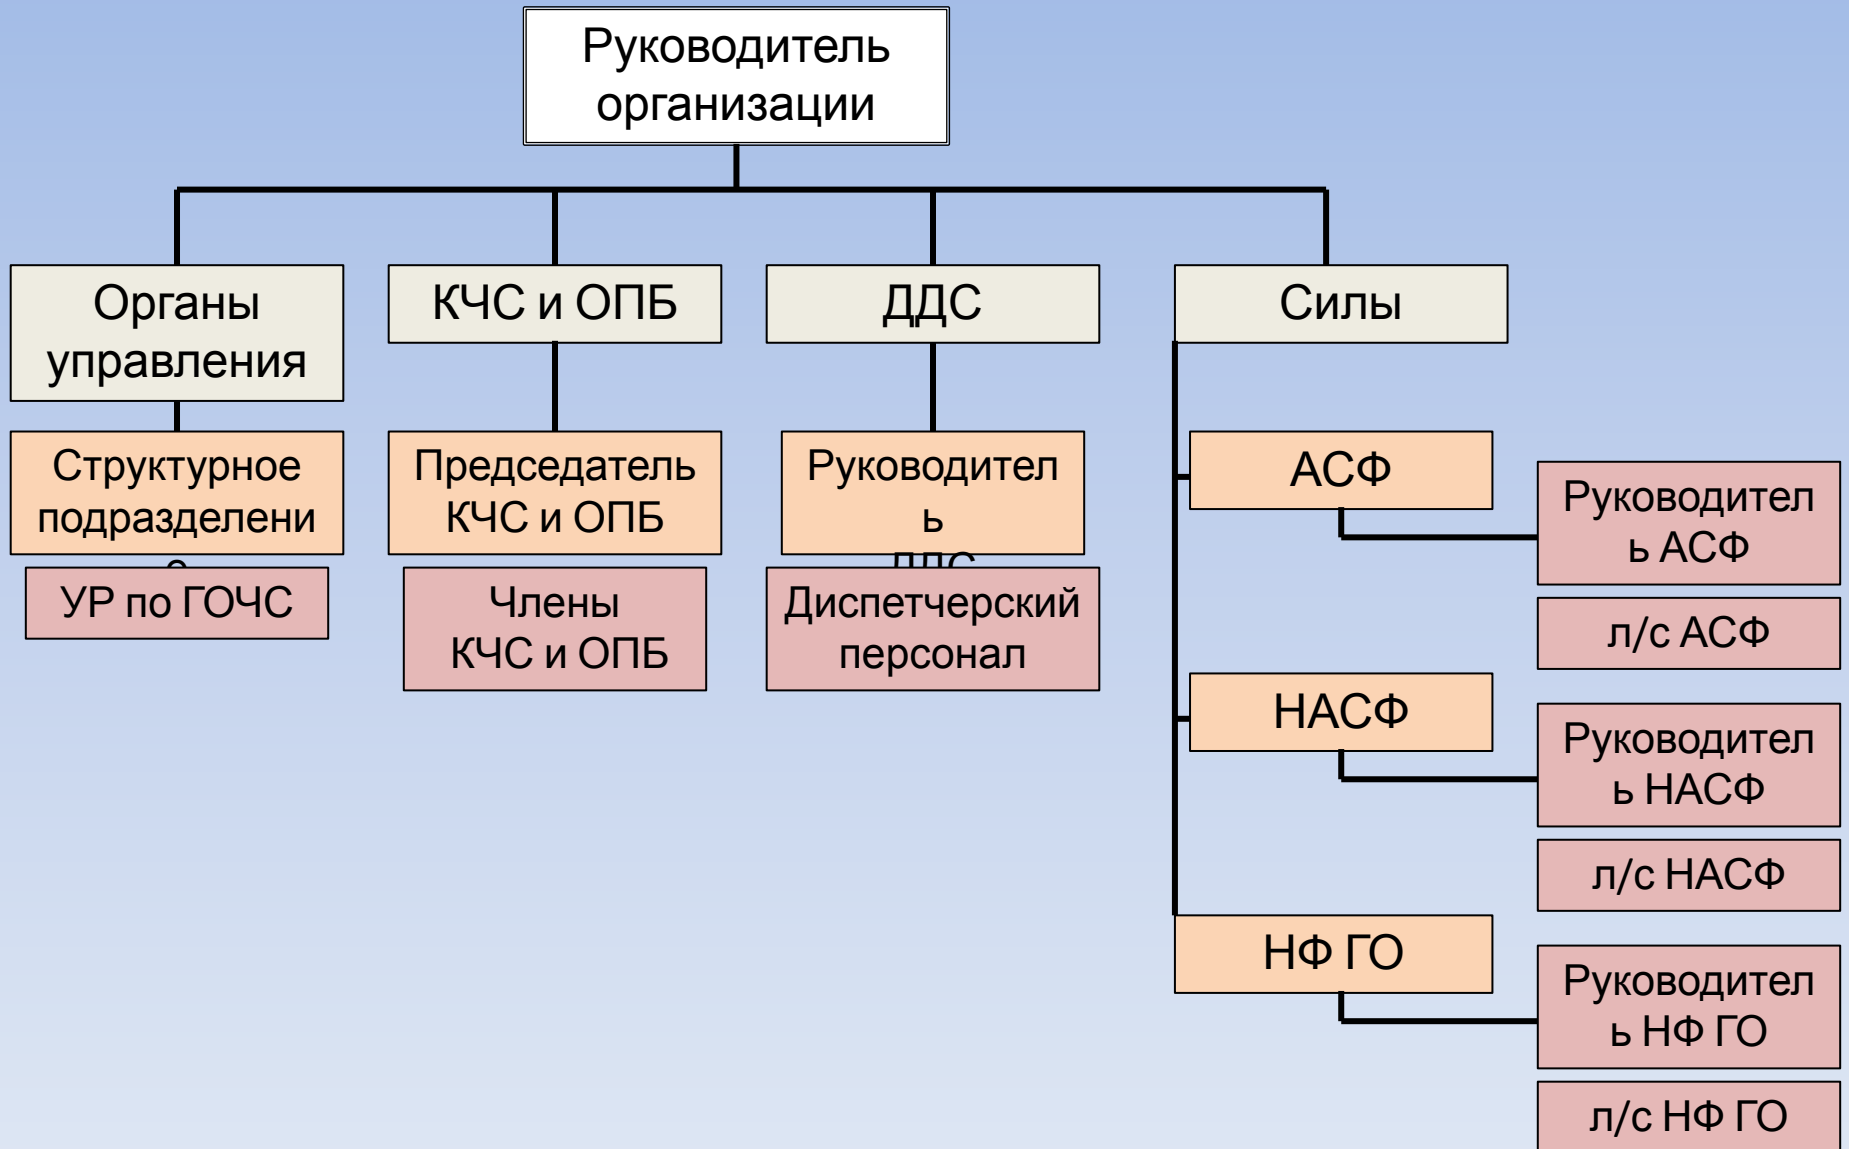 Руководитель
организации
Органы
управления
КЧС и ОПБ
ДДС
Силы
Структурное
подразделени
Председатель
КЧС и ОПБ
Руководител
ь
ДДС
УР по ГОЧС
Члены
КЧС и ОПБ
Диспетчерский
персонал
АСФ
Руководител
ь АСФ
л/с АСФ
НАСФ
Руководител
ь НАСФ
л/с НАСФ
НФ ГО
Руководител
ь НФ ГО
л/с НФ ГО